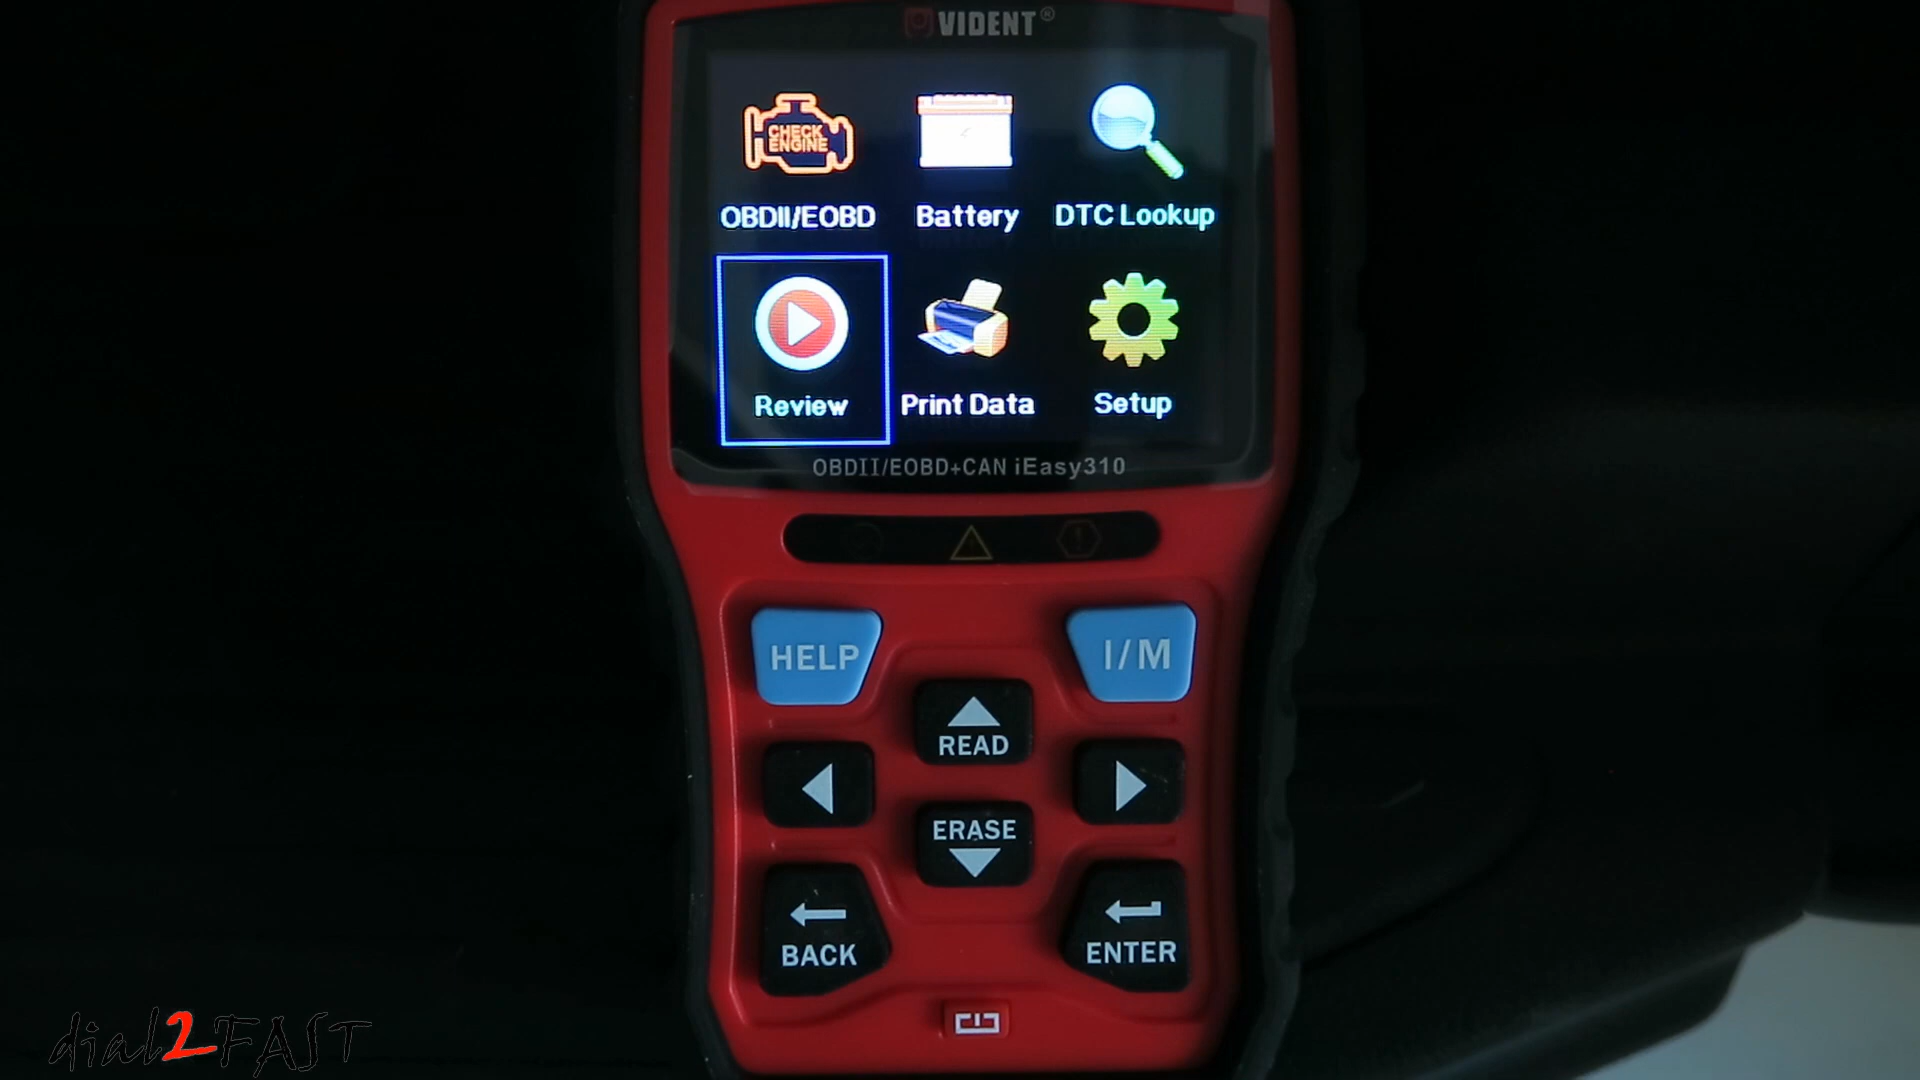 VIDENT®
CHECK
ENGINE
OBDII/EOBD
Battery
DTC Lookup
Review
Print Data
Setup
OBDII/EOBD+CAN iEasy310
HELP
I/M
READ
ERASE
BACK
ENTER
dial2FAST